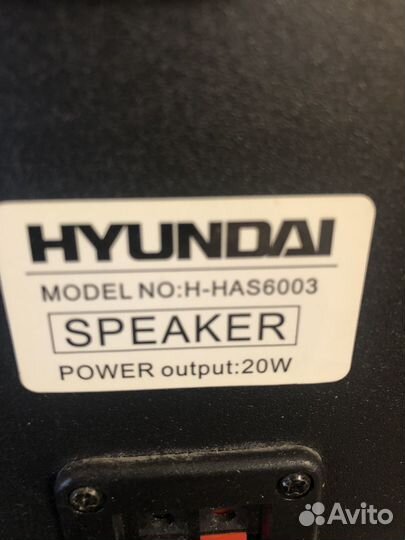 HYUNDAI
MODEL NO:H-HAS6003
SPEAKER
POWER output:20W
Avito